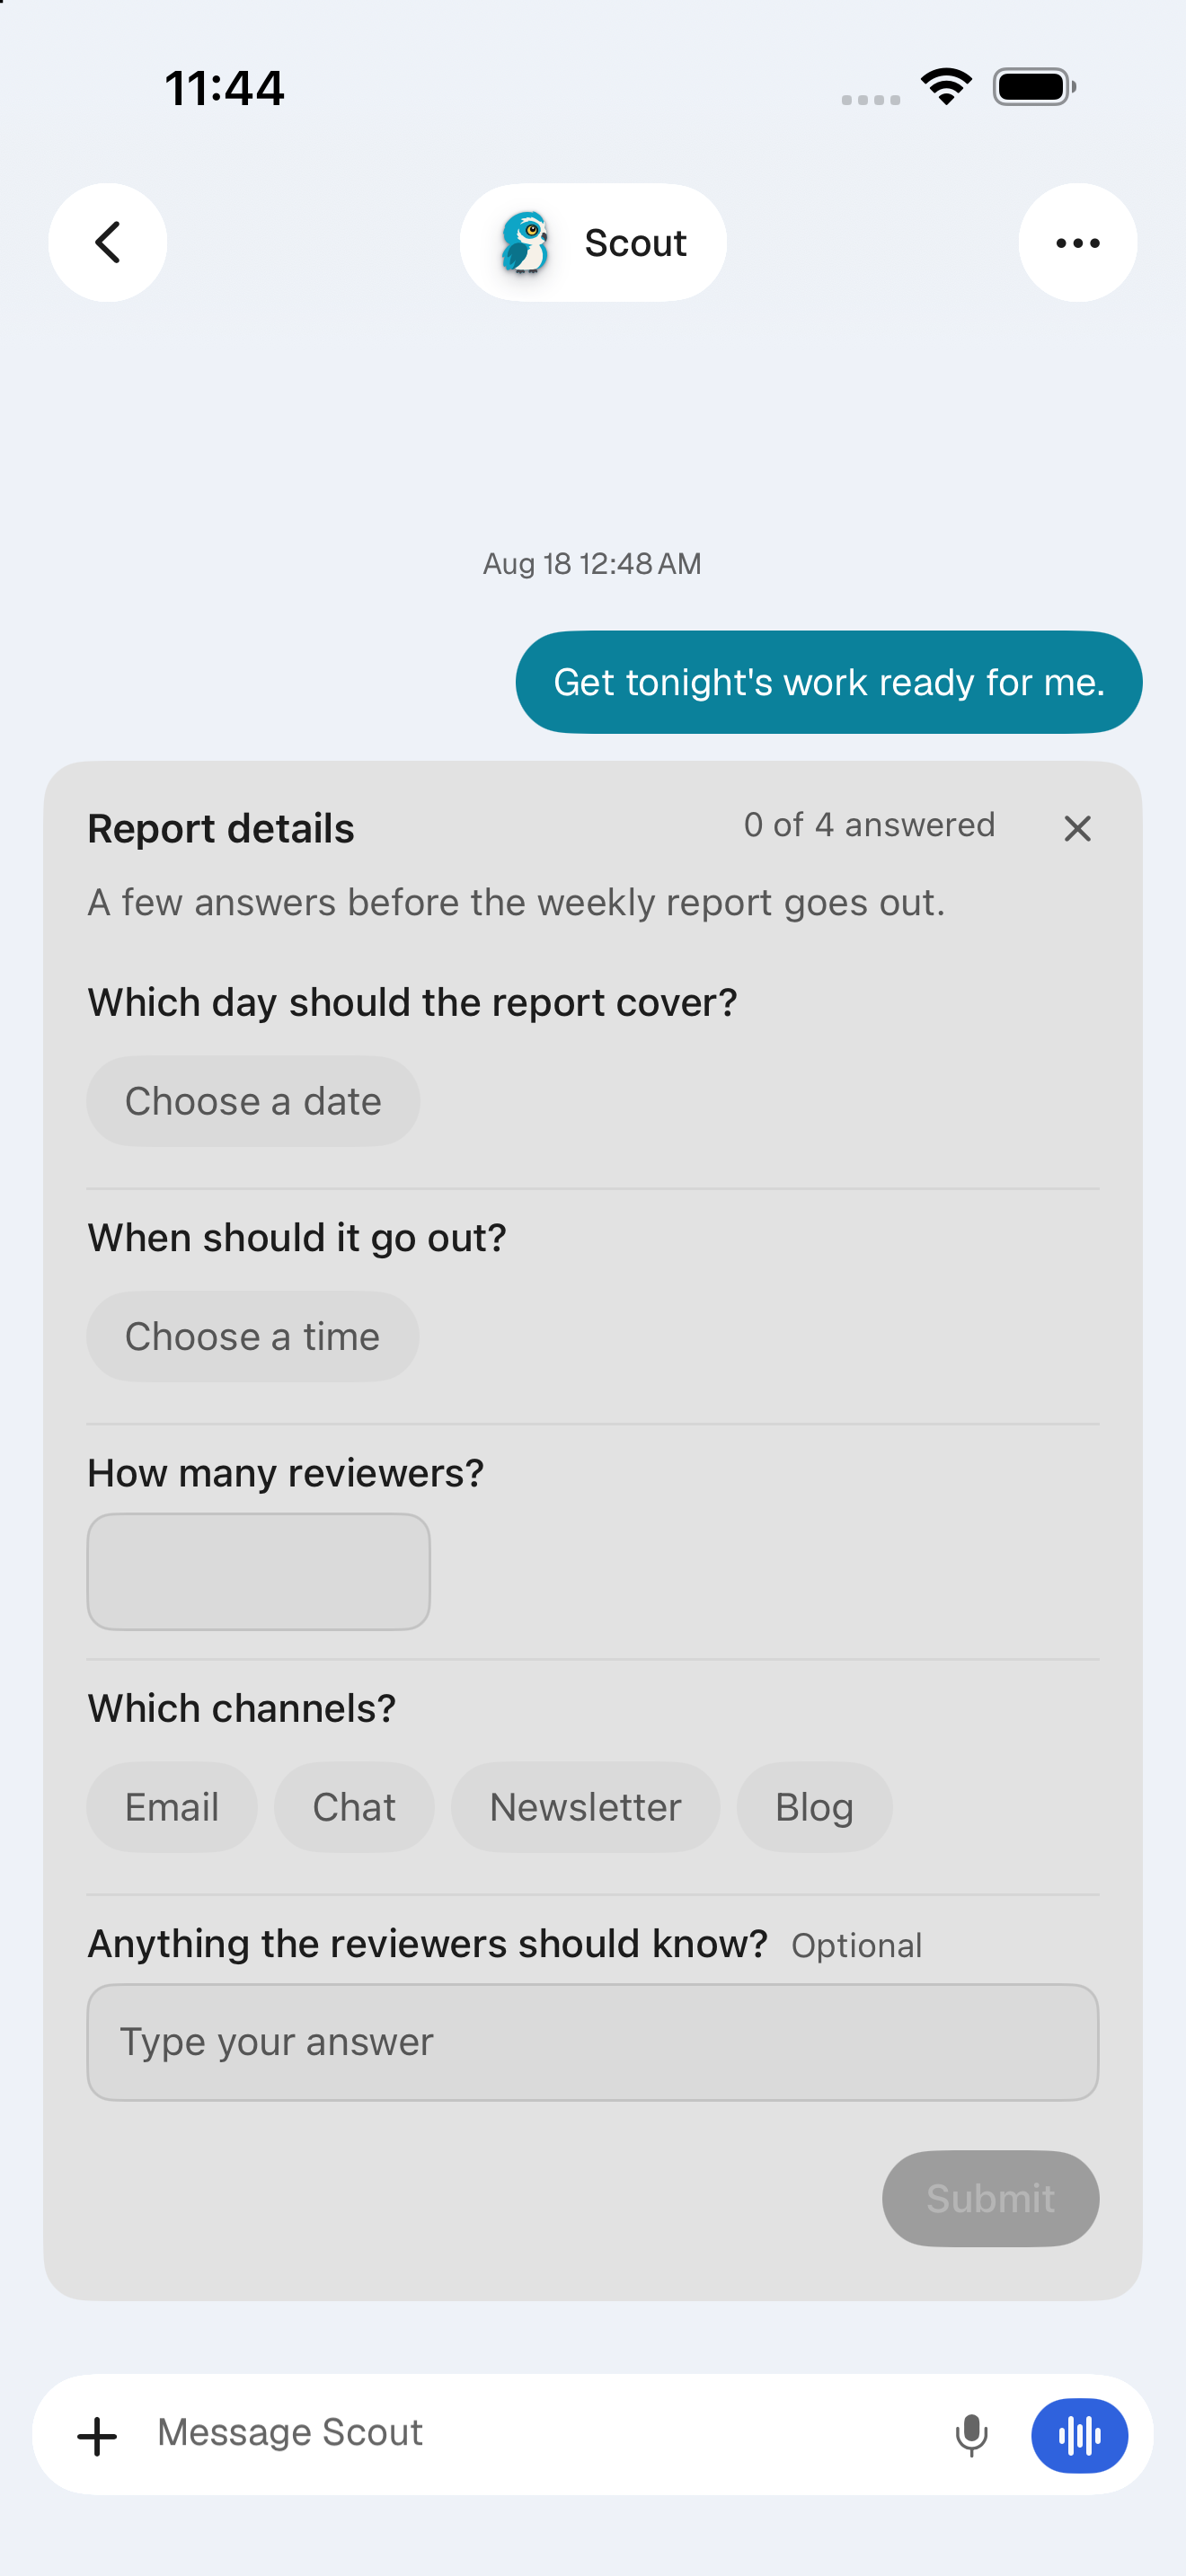 11:44
Scout
Aug 18 12:48 AM
Get tonight's work ready for me.
Report details
0 of 4 answered
A few answers before the weekly report goes out.
Which day should the report cover?
Choose a date
When should it go out?
Choose a time
How many reviewers?
Which channels?
Email Chat Newsletter Blog
Anything the reviewers should know? Optional
Type your answer
Submit
Message Scout